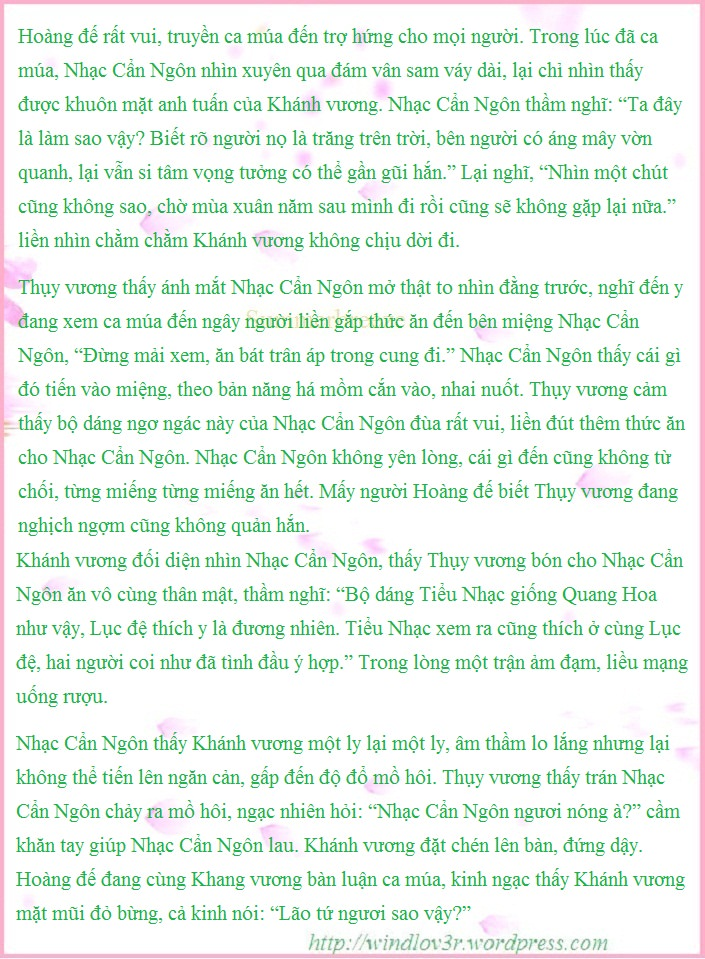 Hoàng đế rất vui, truyền ca múa đến trợ hứng cho mọi người. Trong lúc đã ca
múa, Nhạc Cẩn Ngôn nhìn xuyên qua đám vân sam váy dài, lại chỉ nhìn thấy
được khuôn mặt anh tuấn của Khánh vương. Nhạc Cẩn Ngôn thầm nghĩ: “Ta đây
là làm sao vậy? Biết rõ người nọ là trăng trên trời, bên người có áng mây vờn
quanh, lại vẫn si tâm vọng tưởng có thể gần gũi hắn.” Lại nghĩ, “Nhìn một chút
cũng không sao, chờ mùa xuân năm sau mình đi rồi cũng sẽ không gặp lại nữa.”
liền nhìn chằm chằm Khánh vương không chịu dời đi.
Thụy vương thấy ánh mắt Nhạc Cẩn Ngôn mở thật to nhìn đằng trước, nghĩ đến y
đang xem ca múa đến ngây người liền gắp thức ăn đến bên miệng Nhạc Cẩn
Ngôn, “Đừng mải xem, ăn bát trân áp trong cung đi.” Nhạc Cẩn Ngôn thấy cái gì
đó tiến vào miệng, theo bản năng há mồm cắn vào, nhai nuốt. Thụy vương cảm
thấy bộ dáng ngơ ngác này của Nhạc Cẩn Ngôn đùa rất vui, liền đút thêm thức ăn
cho Nhạc Cẩn Ngôn. Nhạc Cẩn Ngôn không yên lòng, cái gì đến cũng không từ
chối, từng miếng từng miếng ăn hết. Mấy người Hoàng đế biết Thụy vương đang
nghịch ngợm cũng không quản hắn.
Khánh vương đối diện nhìn Nhạc Cẩn Ngôn, thấy Thụy vương bón cho Nhạc Cẩn
Ngôn ăn vô cùng thân mật, thầm nghĩ: “Bộ dáng Tiểu Nhạc giống Quang Hoa
như vậy, Lục đệ thích y là đương nhiên. Tiểu Nhạc xem ra cũng thích ở cùng Lục
đệ, hai người coi như đã tình đầu ý hợp.” Trong lòng một trận ảm đạm, liều mạng
uống rượu.
Nhạc Cẩn Ngôn thấy Khánh vương một ly lại một ly, âm thầm lo lắng nhưng lại
không thể tiến lên ngăn cản, gấp đến độ đổ mồ hôi. Thụy vương thấy trán Nhạc
Cẩn Ngôn chảy ra mồ hôi, ngạc nhiên hỏi: “Nhạc Cẩn Ngôn ngươi nóng à?” cầm
khăn tay giúp Nhạc Cẩn Ngôn lau. Khánh vương đặt chén lên bàn, đứng dậy.
Hoàng đế đang cùng Khang vương bàn luận ca múa, kinh ngạc thấy Khánh vương
mặt mũi đỏ bừng, cả kinh nói: “Lão tứ ngươi sao vậy?”
http://windlov3r.wordpress.com